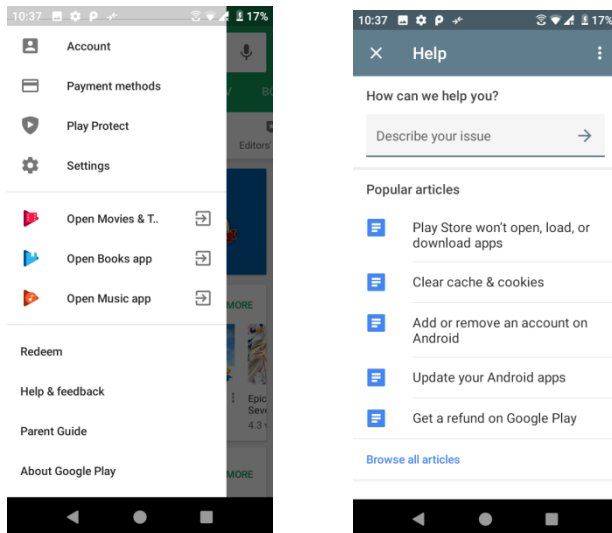 10:37 17%
Account
Payment methods
Play Protect
Settings
Open Movies & T..
Open Books app
Open Music app
Redeem
Help & feedback
Parent Guide
About Google Play
Editors'
MORE
Epic
Seve
4.3
MORE
10:37 17%
Help
How can we help you?
Describe your issue
Popular articles
Play Store won't open, load, or
download apps
Clear cache & cookies
Add or remove an account on
Android
Update your Android apps
Get a refund on Google Play
Browse all articles